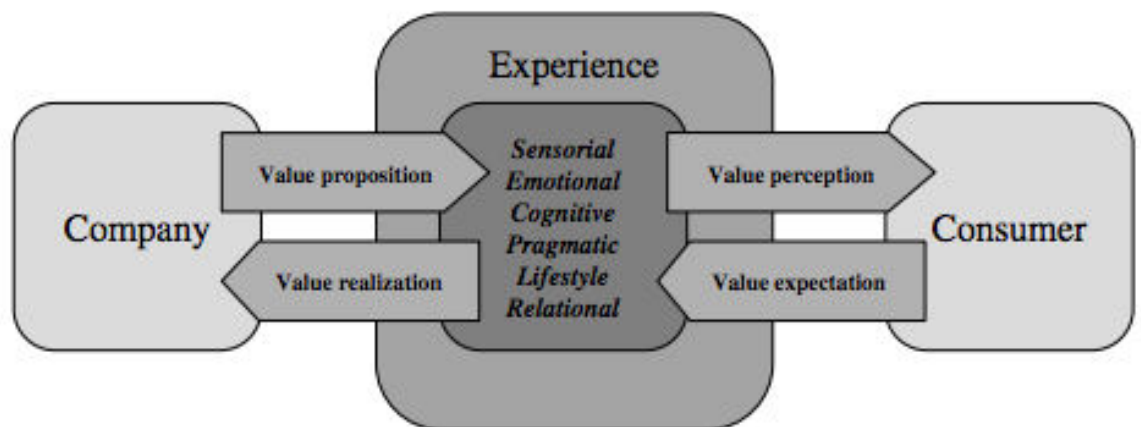 Experience
Company
Value proposition
Value realization
Sensorial
Emotional
Cognitive
Pragmatic
Lifestyle
Relational
Value perception
Value expectation
Consumer